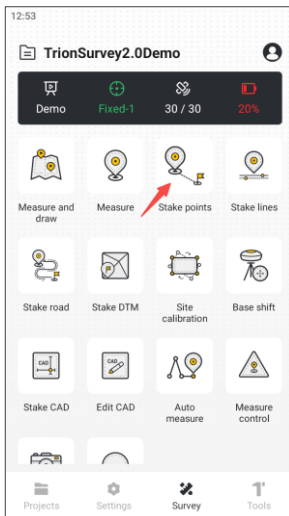 12:53
TrionSurvey2.0Demo
Demo
Fixed-1
30 / 30
20%
Measure and
draw
Measure
Stake points
Stake lines
Stake road
Stake DTM
Site
calibration
Base shift
CAD
Stake CAD
CAD
Edit CAD
Auto
measure
Measure
control
Projects
Settings
Survey
Tools